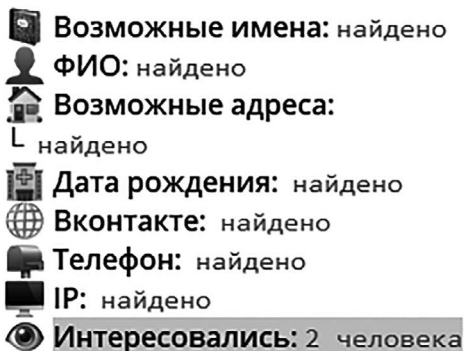 Возможные имена: найдено
ФИО: найдено
Возможные адреса:
└ найдено
Дата рождения: найдено
Вконтакте: найдено
Телефон: найдено
IP: найдено
Интересовались: 2 человека